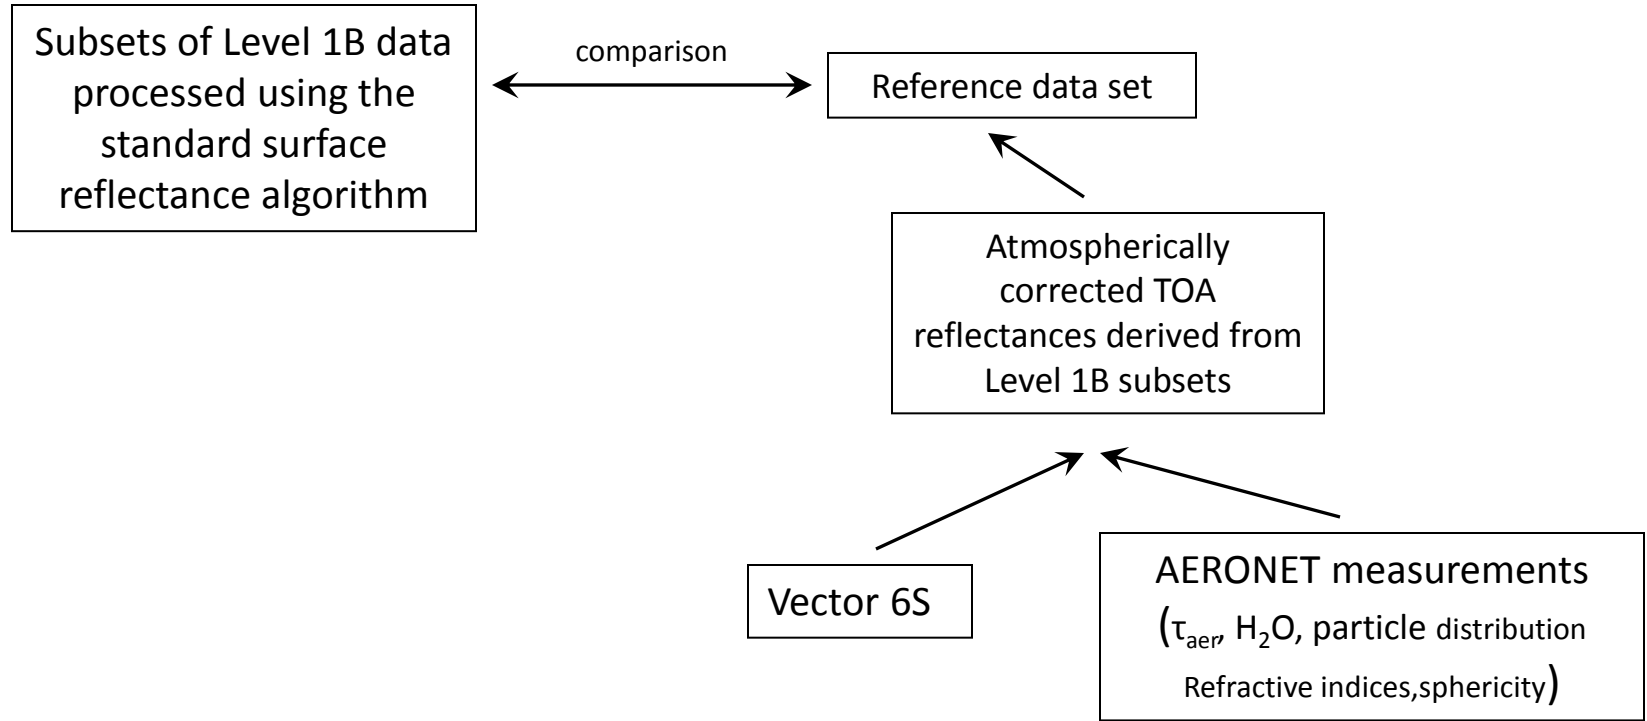 Subsets of Level 1B data
processed using the
standard surface
reflectance algorithm
comparison
Reference data set
Atmospherically
corrected TOA
reflectances derived from
Level 1B subsets
Vector 6S
AERONET measurements
(τaer, H2O, particle distribution
Refractive indices,sphericity)